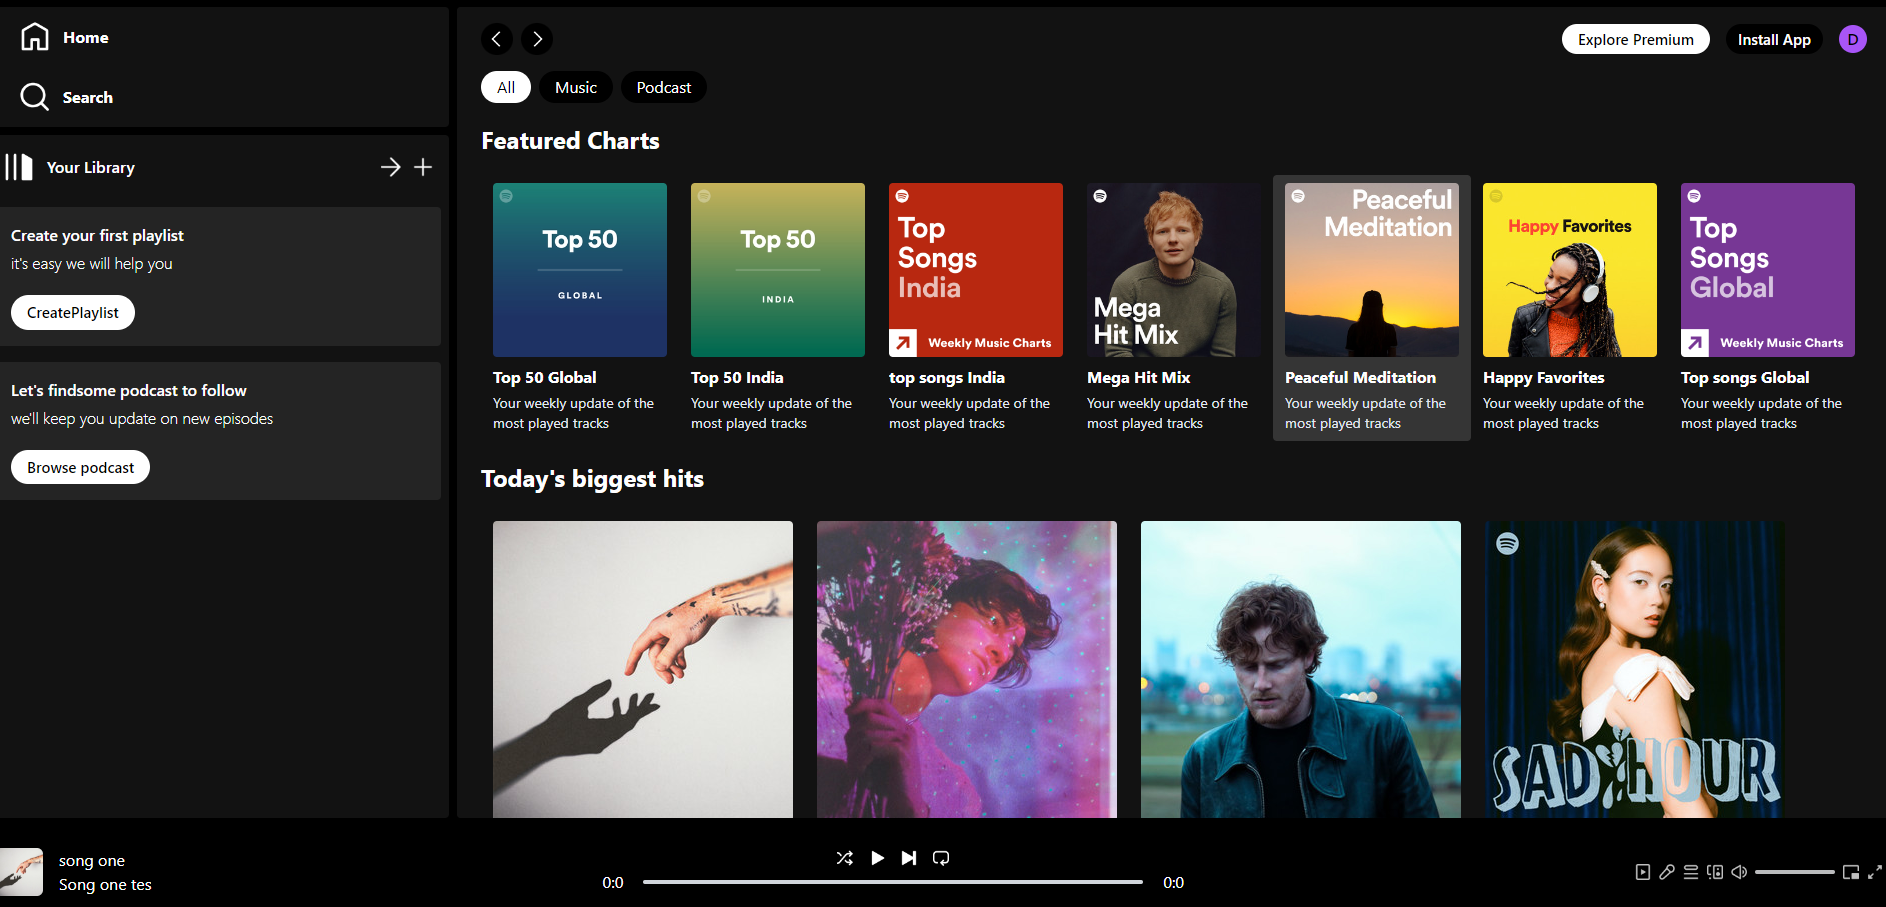 Home
Search
Your Library
Create your first playlist
it's easy we will help you
CreatePlaylist
Let's findsome podcast to follow
we'll keep you update on new episodes
Browse podcast
Explore Premium
Install App
D
All
Music
Podcast
Featured Charts
Top 50
GLOBAL
Top 50 Global
Your weekly update of the
most played tracks
Top 50
INDIA
Top 50 India
Your weekly update of the
most played tracks
Top
Songs
India
Weekly Music Charts
top songs India
Your weekly update of the
most played tracks
Mega
Hit Mix
Mega Hit Mix
Your weekly update of the
most played tracks
Peaceful
Meditation
Peaceful Meditation
Your weekly update of the
most played tracks
Happy Favorites
Happy Favorites
Your weekly update of the
most played tracks
Top
Songs
Global
Weekly Music Charts
Top songs Global
Your weekly update of the
most played tracks
Today's biggest hits
SAD HOUR
song one
Song one tes
0:0
0:0